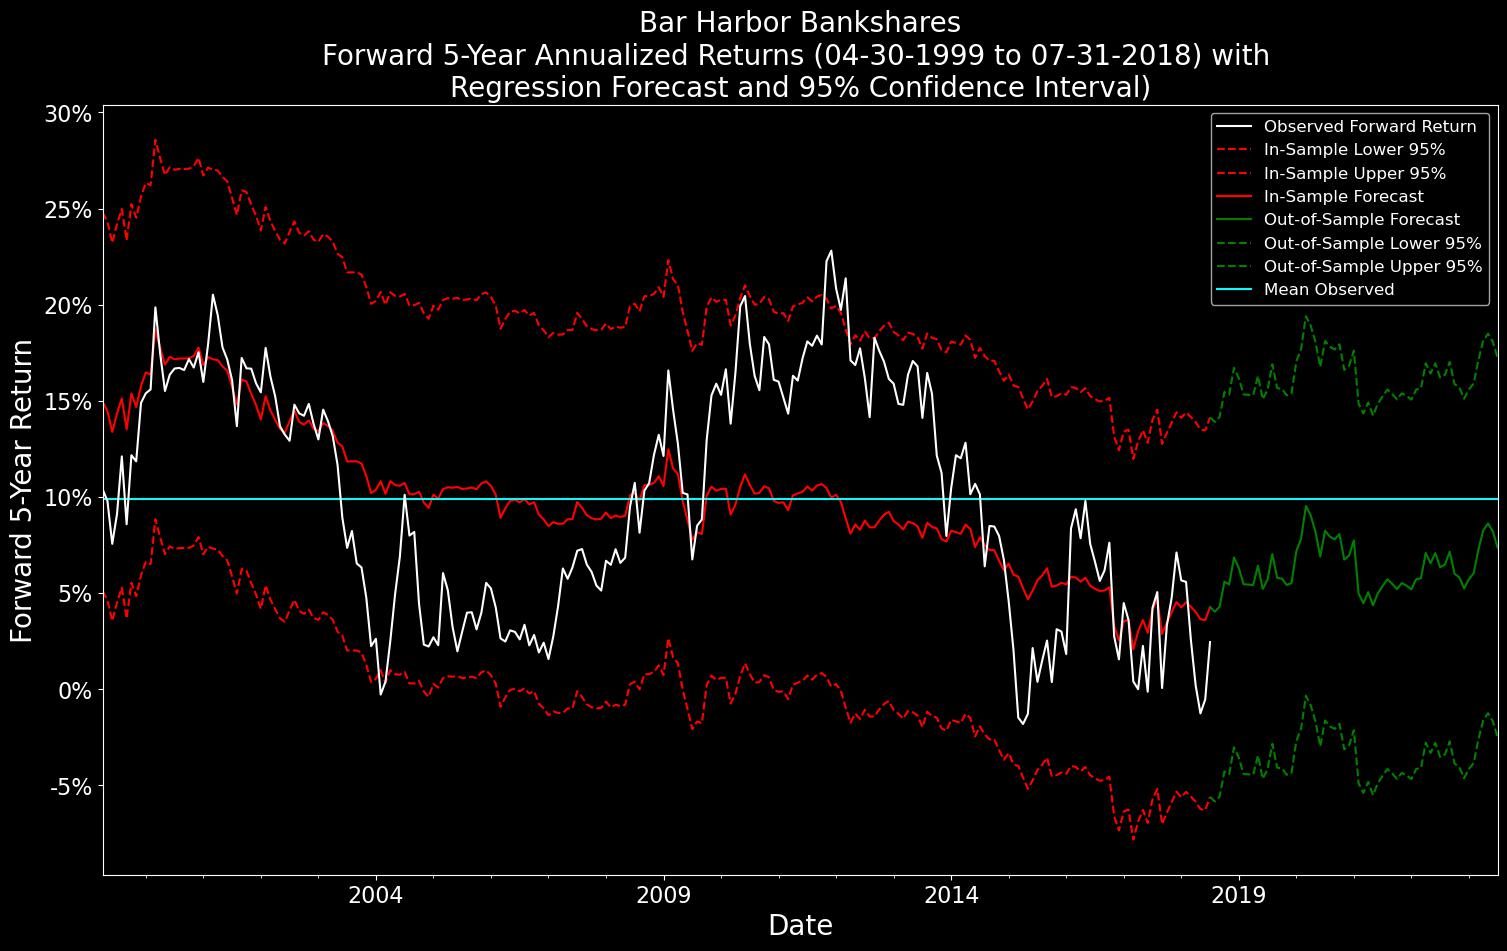 Bar Harbor Bankshares
Forward 5-Year Annualized Returns (04-30-1999 to 07-31-2018) with
Regression Forecast and 95% Confidence Interval)
30%
25%
20%
15%
10%
5%
0%
-5%
Forward 5-Year Return
Observed Forward Return
In-Sample Lower 95%
In-Sample Upper 95%
In-Sample Forecast
Out-of-Sample Forecast
Out-of-Sample Lower 95%
Out-of-Sample Upper 95%
Mean Observed
2004
2009
2014
2019
Date